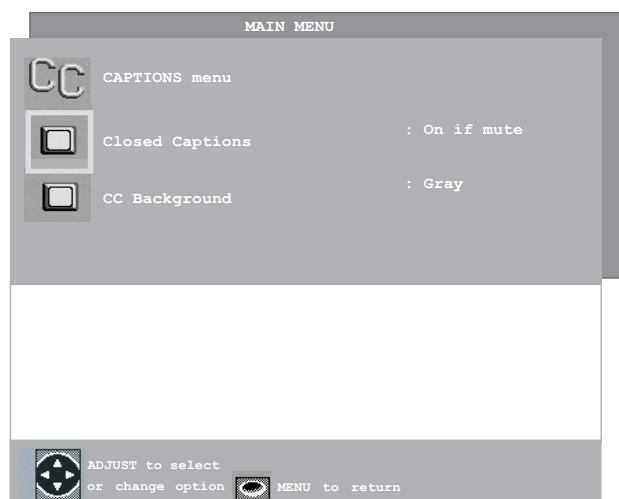 MAIN MENU
CC CAPTIONS menu
Closed Captions : On if mute
CC Background : Gray
ADJUST to select
or change option MENU to return